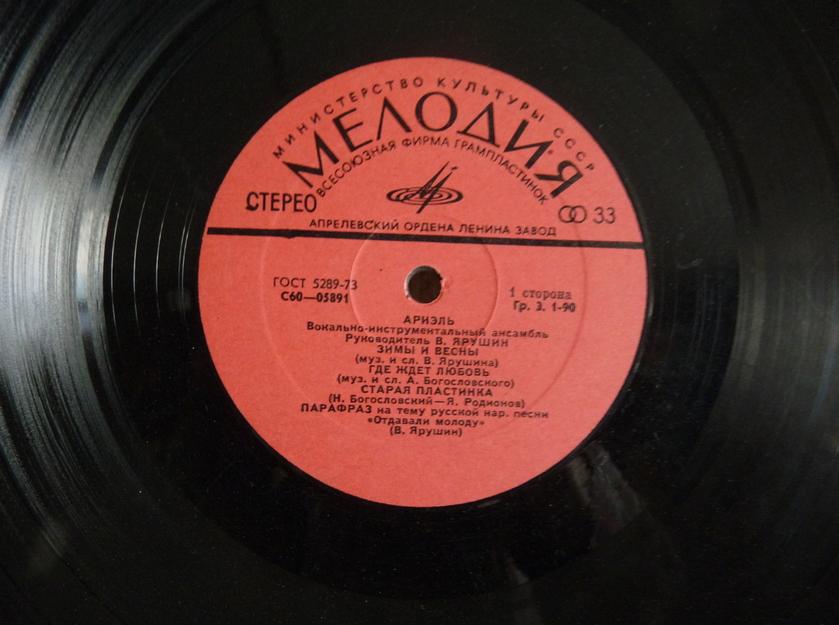 МИНИСТЕРСТВО КУЛЬТУРЫ СССР
МЕЛОДИЯ
ВСЕСОЮЗНАЯ ФИРМА ГРАМПЛАСТИНОК
СТЕРЕО
33
АПРЕЛЕВСКИЙ ОРДЕНА ЛЕНИНА ЗАВОД
ГОСТ 5289-73
С60—05891
1 сторона
Гр. 3. 1-90
АРИЭЛЬ
Вокально-инструментальный ансамбль
Руководитель В. ЯРУШИН
ЗИМЫ И ВЕСНЫ
(муз. и сл. В. Ярушина)
ГДЕ ЖДЕТ ЛЮБОВЬ
(муз. и сл. А. Богословского)
СТАРАЯ ПЛАСТИНКА
(Н. Богословский—Я. Родионов)
ПАРАФРАЗ на тему русской нар. песни
«Отдавали молоду»
(В. Ярушин)